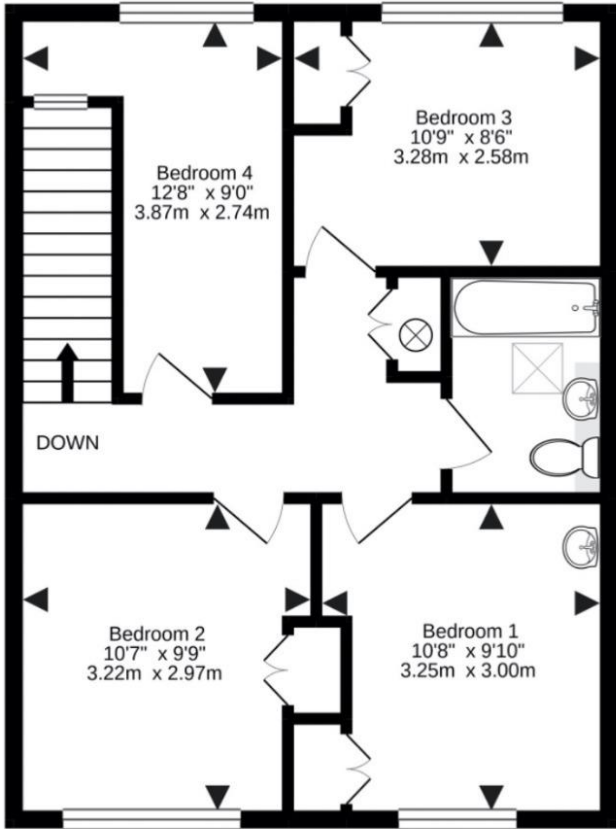 Bedroom 4
12'8" x 9'0"
3.87m x 2.74m
Bedroom 3
10'9" x 8'6"
3.28m x 2.58m
DOWN
Bedroom 2
10'7" x 9'9"
3.22m x 2.97m
Bedroom 1
10'8" x 9'10"
3.25m x 3.00m